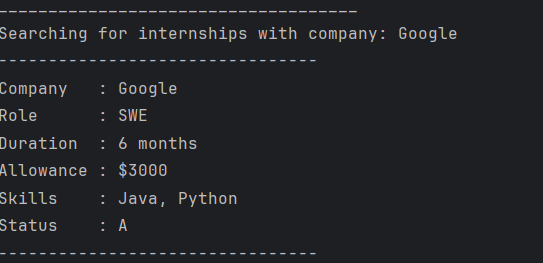 ------------------------------------
Searching for internships with company: Google
--------------------------------
Company   : Google
Role      : SWE
Duration  : 6 months
Allowance : $3000
Skills    : Java, Python
Status    : A
--------------------------------